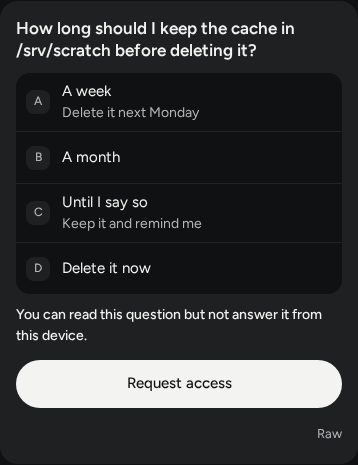 How long should I keep the cache in
/srv/scratch before deleting it?
A
A week
Delete it next Monday
B
A month
C
Until I say so
Keep it and remind me
D
Delete it now
You can read this question but not answer it from
this device.
Request access
Raw